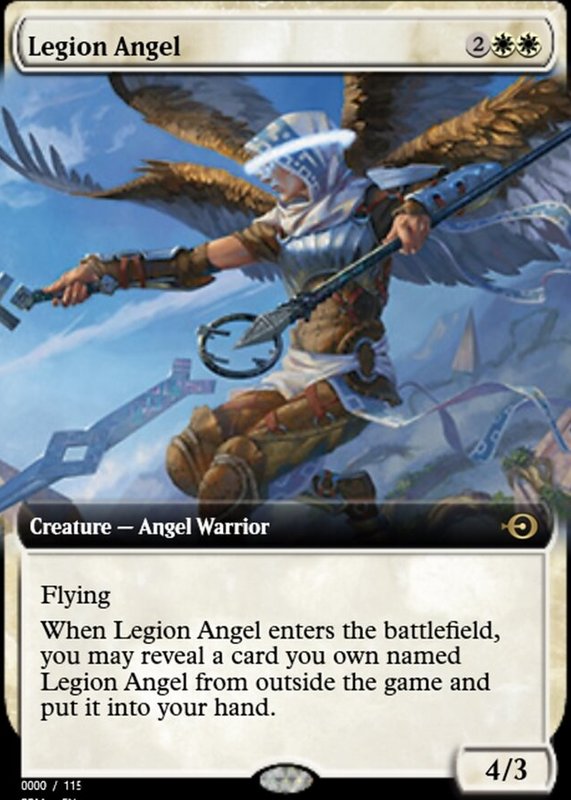 Legion Angel
2
Creature — Angel Warrior
Flying
When Legion Angel enters the battlefield,
you may reveal a card you own named
Legion Angel from outside the game and
put it into your hand.
4/3
0000 / 115